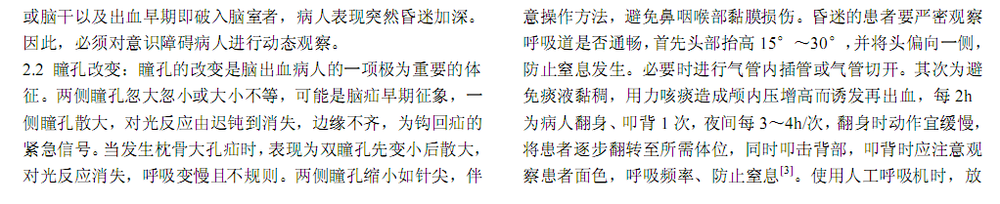 或脑干以及出血早期即破入脑室者，病人表现突然昏迷加深。
因此，必须对意识障碍病人进行动态观察。
2.2 瞳孔改变：瞳孔的改变是脑出血病人的一项极为重要的体
征。两侧瞳孔忽大忽小或大小不等，可能是脑疝早期征象，一
侧瞳孔散大，对光反应由迟钝到消失，边缘不齐，为钩回疝的
紧急信号。当发生枕骨大孔疝时，表现为双瞳孔先变小后散大，
对光反应消失，呼吸变慢且不规则。两侧瞳孔缩小如针尖，伴
意操作方法，避免鼻咽喉部黏膜损伤。昏迷的患者要严密观察
呼吸道是否通畅，首先头部抬高 15°～30°，并将头偏向一侧，
防止窒息发生。必要时进行气管内插管或气管切开。其次为避
免痰液黏稠，用力咳痰造成颅内压增高而诱发再出血，每 2h
为病人翻身、叩背 1 次，夜间每 3～4h/次，翻身时动作宜缓慢，
将患者逐步翻转至所需体位，同时叩击背部，叩背时应注意观
察患者面色，呼吸频率、防止窒息[3]。使用人工呼吸机时，放